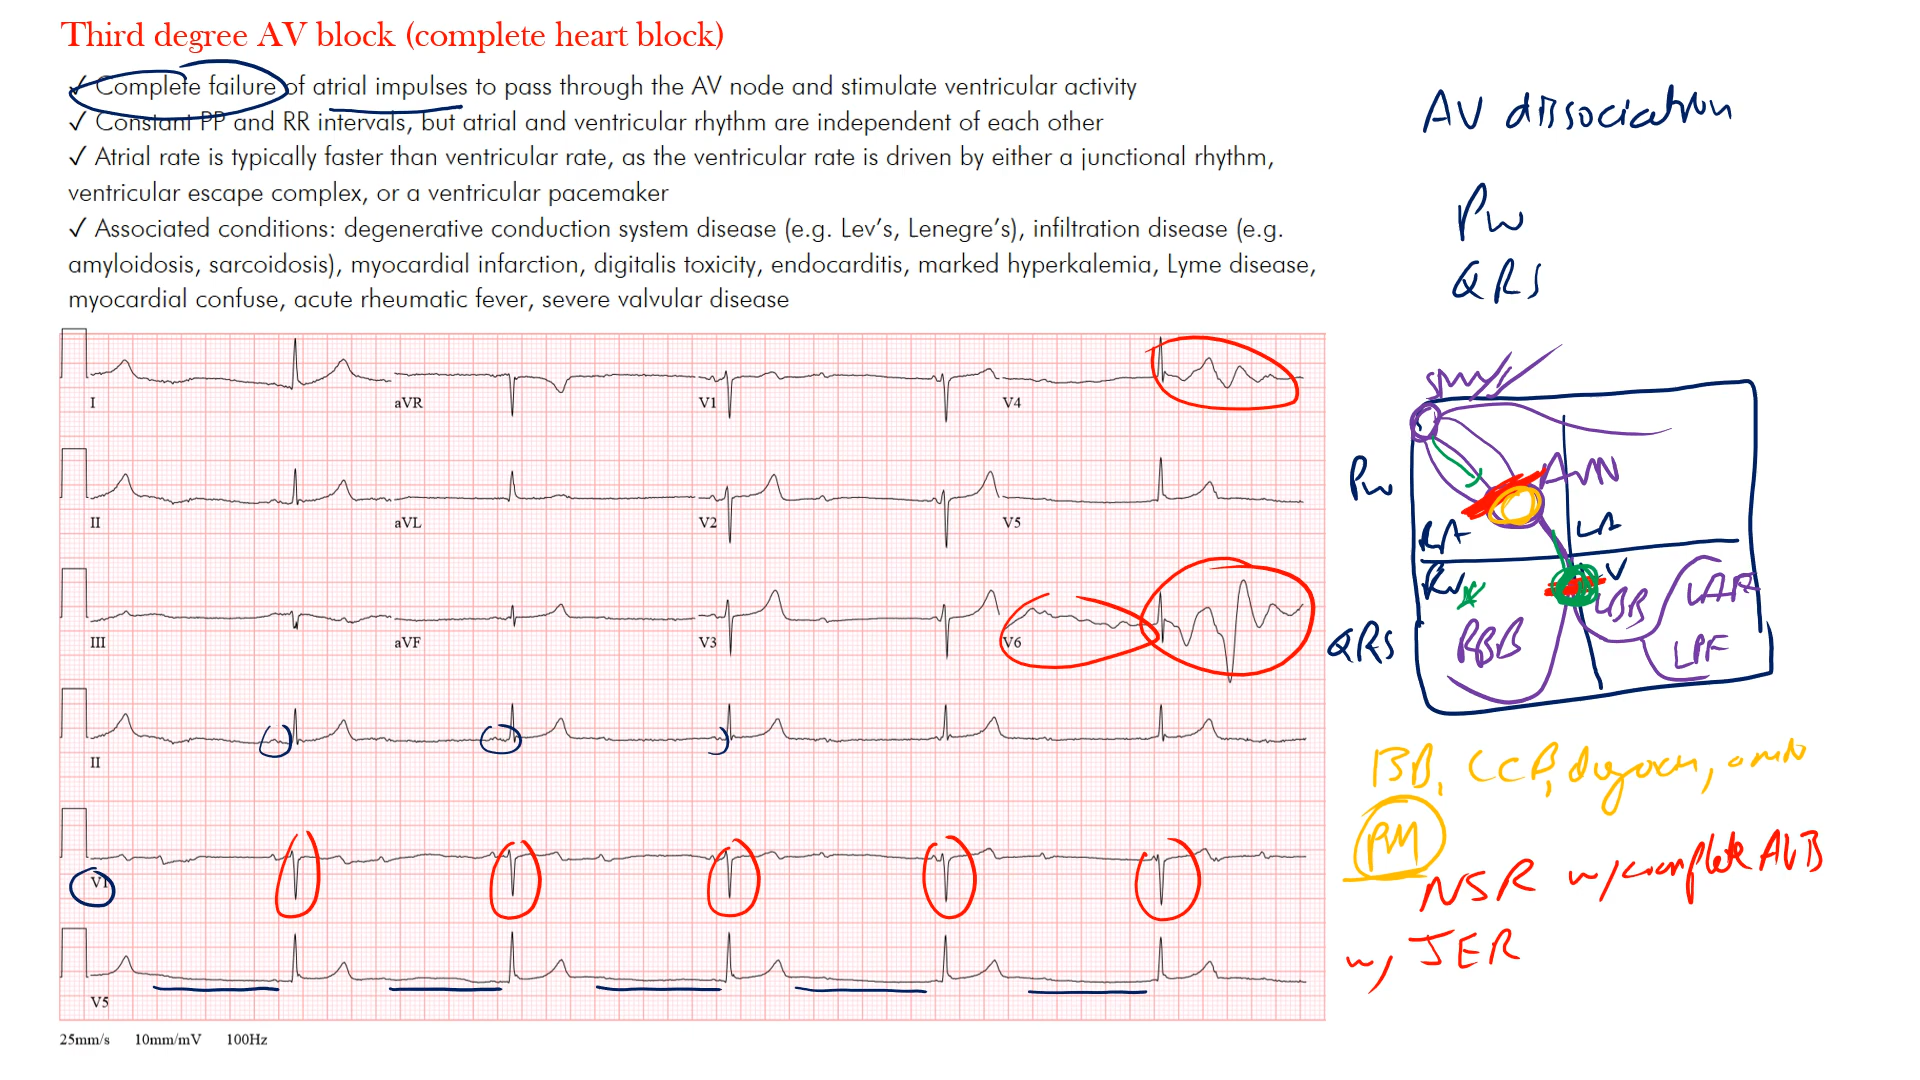 Third degree AV block (complete heart block)
✓ Complete failure of atrial impulses to pass through the AV node and stimulate ventricular activity
✓ Constant PP and RR intervals, but atrial and ventricular rhythm are independent of each other
✓ Atrial rate is typically faster than ventricular rate, as the ventricular rate is driven by either a junctional rhythm,
ventricular escape complex, or a ventricular pacemaker
✓ Associated conditions: degenerative conduction system disease (e.g. Lev's, Lenegre's), infiltration disease (e.g.
amyloidosis, sarcoidosis), myocardial infarction, digitalis toxicity, endocarditis, marked hyperkalemia, Lyme disease,
myocardial confuse, acute rheumatic fever, severe valvular disease
AV dissociation
Pw
QRS
I aVR V1 V4
II aVL V2 V5
III aVF V3 V6
II
V1
V5
25mm/s 10mm/mV 100Hz
AVN
Pw
RA LA
RV V
LBB LAF
QRS RBB LPF
BB, CCB,
PM
NSR w/complete AVB
w/ JER